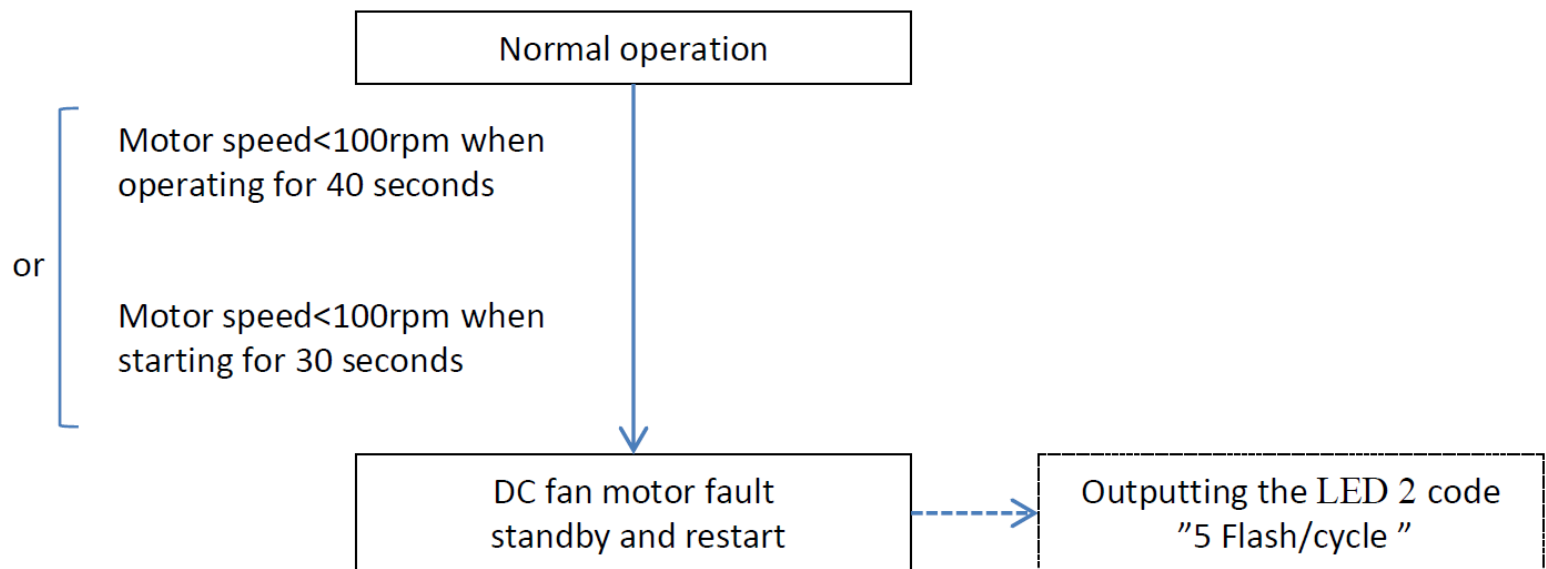 Normal operation
Motor speed<100rpm when
operating for 40 seconds
or
Motor speed<100rpm when
starting for 30 seconds
DC fan motor fault
standby and restart
Outputting the LED 2 code
”5 Flash/cycle ”